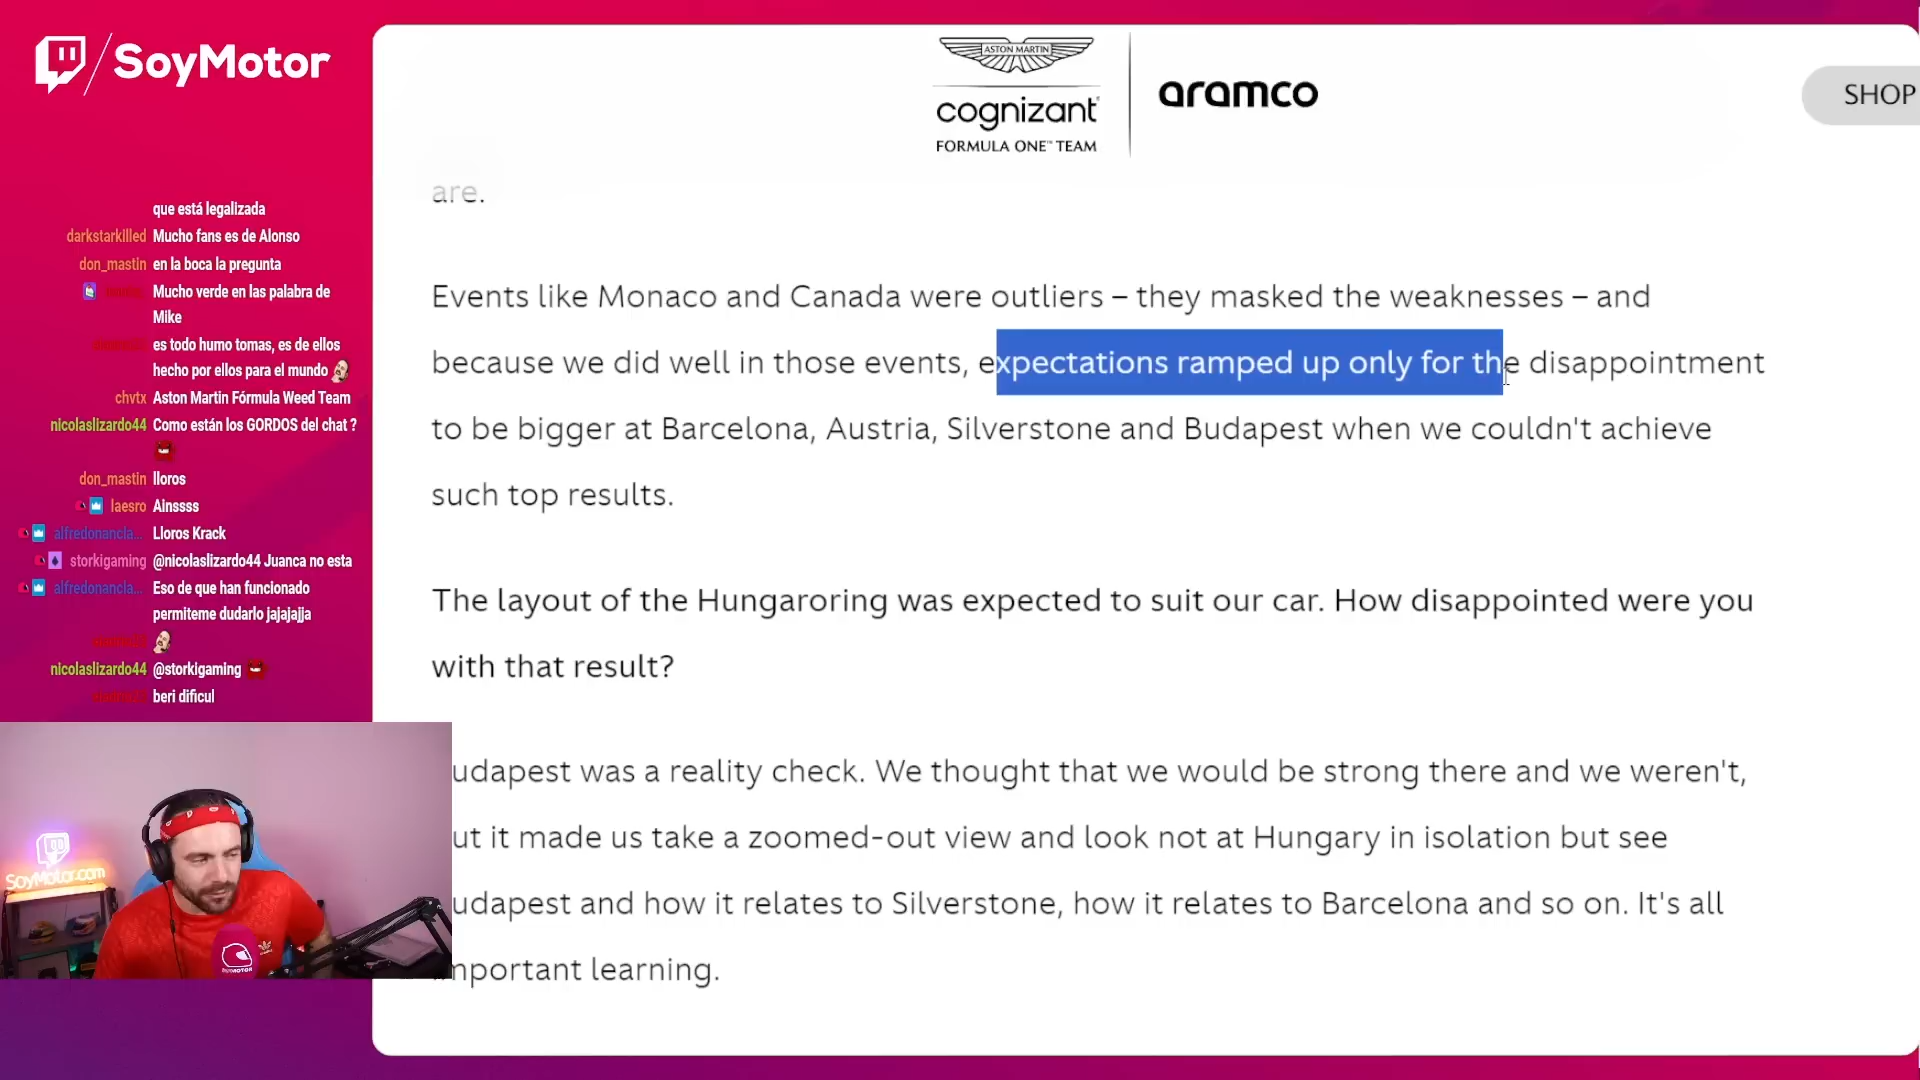 SoyMotor
que está legalizada
darkstarkilled Mucho fans es de Alonso
don_mastin en la boca la pregunta
Mucho verde en las palabra de
Mike
es todo humo tomas, es de ellos
hecho por ellos para el mundo
chvtx Aston Martin Fórmula Weed Team
nicolaslizardo44 Como están los GORDOS del chat ?
don_mastin lloros
laesro Ainssss
alfredonancla... Lloros Krack
storkigaming @nicolaslizardo44 Juanca no esta
alfredonancla... Eso de que han funcionado
permiteme dudarlo jajajajja
nicolaslizardo44 @storkigaming
beri dificul
SoyMotor.com
ASTON MARTIN
cognizant
FORMULA ONE™ TEAM
aramco
SHOP
are.
Events like Monaco and Canada were outliers – they masked the weaknesses – and
because we did well in those events, expectations ramped up only for the disappointment
to be bigger at Barcelona, Austria, Silverstone and Budapest when we couldn't achieve
such top results.
The layout of the Hungaroring was expected to suit our car. How disappointed were you
with that result?
udapest was a reality check. We thought that we would be strong there and we weren't,
ut it made us take a zoomed-out view and look not at Hungary in isolation but see
udapest and how it relates to Silverstone, how it relates to Barcelona and so on. It's all
mportant learning.